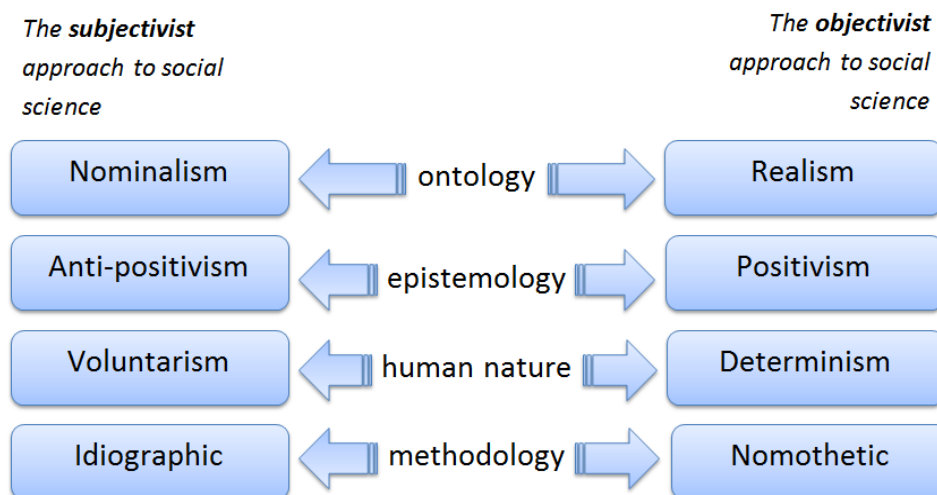 The subjectivist
approach to social
science
The objectivist
approach to social
science
Nominalism
ontology
Realism
Anti-positivism
epistemology
Positivism
Voluntarism
human nature
Determinism
Idiographic
methodology
Nomothetic